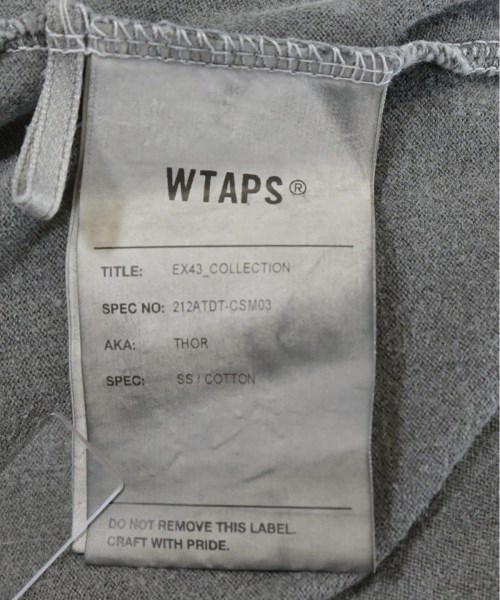 WTAPS®
TITLE: EX43_COLLECTION
SPEC NO: 212ATDT-CSM03
AKA: THOR
SPEC: SS / COTTON
DO NOT REMOVE THIS LABEL.
CRAFT WITH PRIDE.